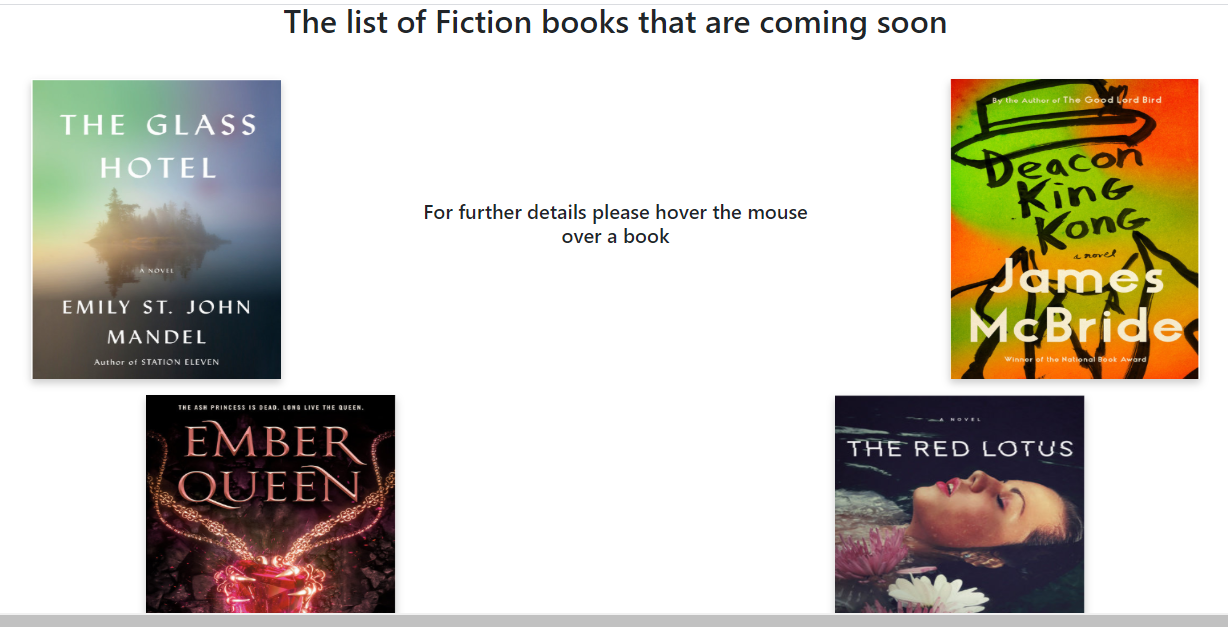 The list of Fiction books that are coming soon
THE GLASS
HOTEL
A NOVEL
EMILY ST. JOHN
MANDEL
Author of STATION ELEVEN
For further details please hover the mouse
over a book
By the Author of The Good Lord Bird
Deacon
King
Kong
a novel
James
McBride
Winner of the National Book Award
THE ASH PRINCESS IS DEAD. LONG LIVE THE QUEEN.
EMBER
QUEEN
A NOVEL
THE RED LOTUS